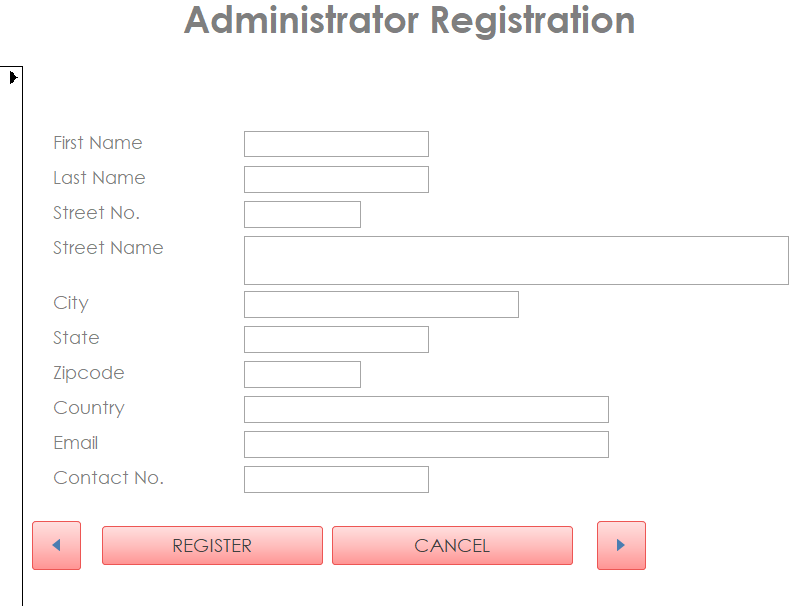 Administrator Registration
First Name
Last Name
Street No.
Street Name
City
State
Zipcode
Country
Email
Contact No.
REGISTER CANCEL